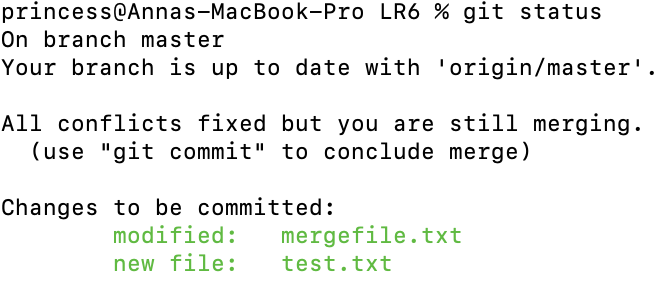 princess@Annas-MacBook-Pro LR6 % git status
On branch master
Your branch is up to date with 'origin/master'.

All conflicts fixed but you are still merging.
  (use "git commit" to conclude merge)

Changes to be committed:
        modified:   mergefile.txt
        new file:   test.txt